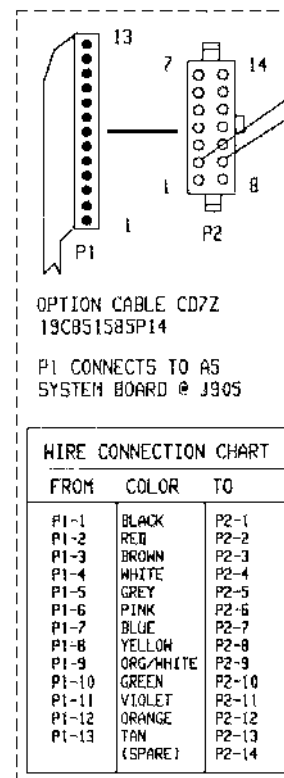 13
7 14
1 8
1
P1
P2
OPTION CABLE CD7Z
19C851585P14
P1 CONNECTS TO A5
SYSTEM BOARD @ J905
WIRE CONNECTION CHART
FROM COLOR TO
P1-1 BLACK P2-1
P1-2 RED P2-2
P1-3 BROWN P2-3
P1-4 WHITE P2-4
P1-5 GREY P2-5
P1-6 PINK P2-6
P1-7 BLUE P2-7
P1-8 YELLOW P2-8
P1-9 ORG/WHITE P2-9
P1-10 GREEN P2-10
P1-11 VIOLET P2-11
P1-12 ORANGE P2-12
P1-13 TAN P2-13
(SPARE) P2-14